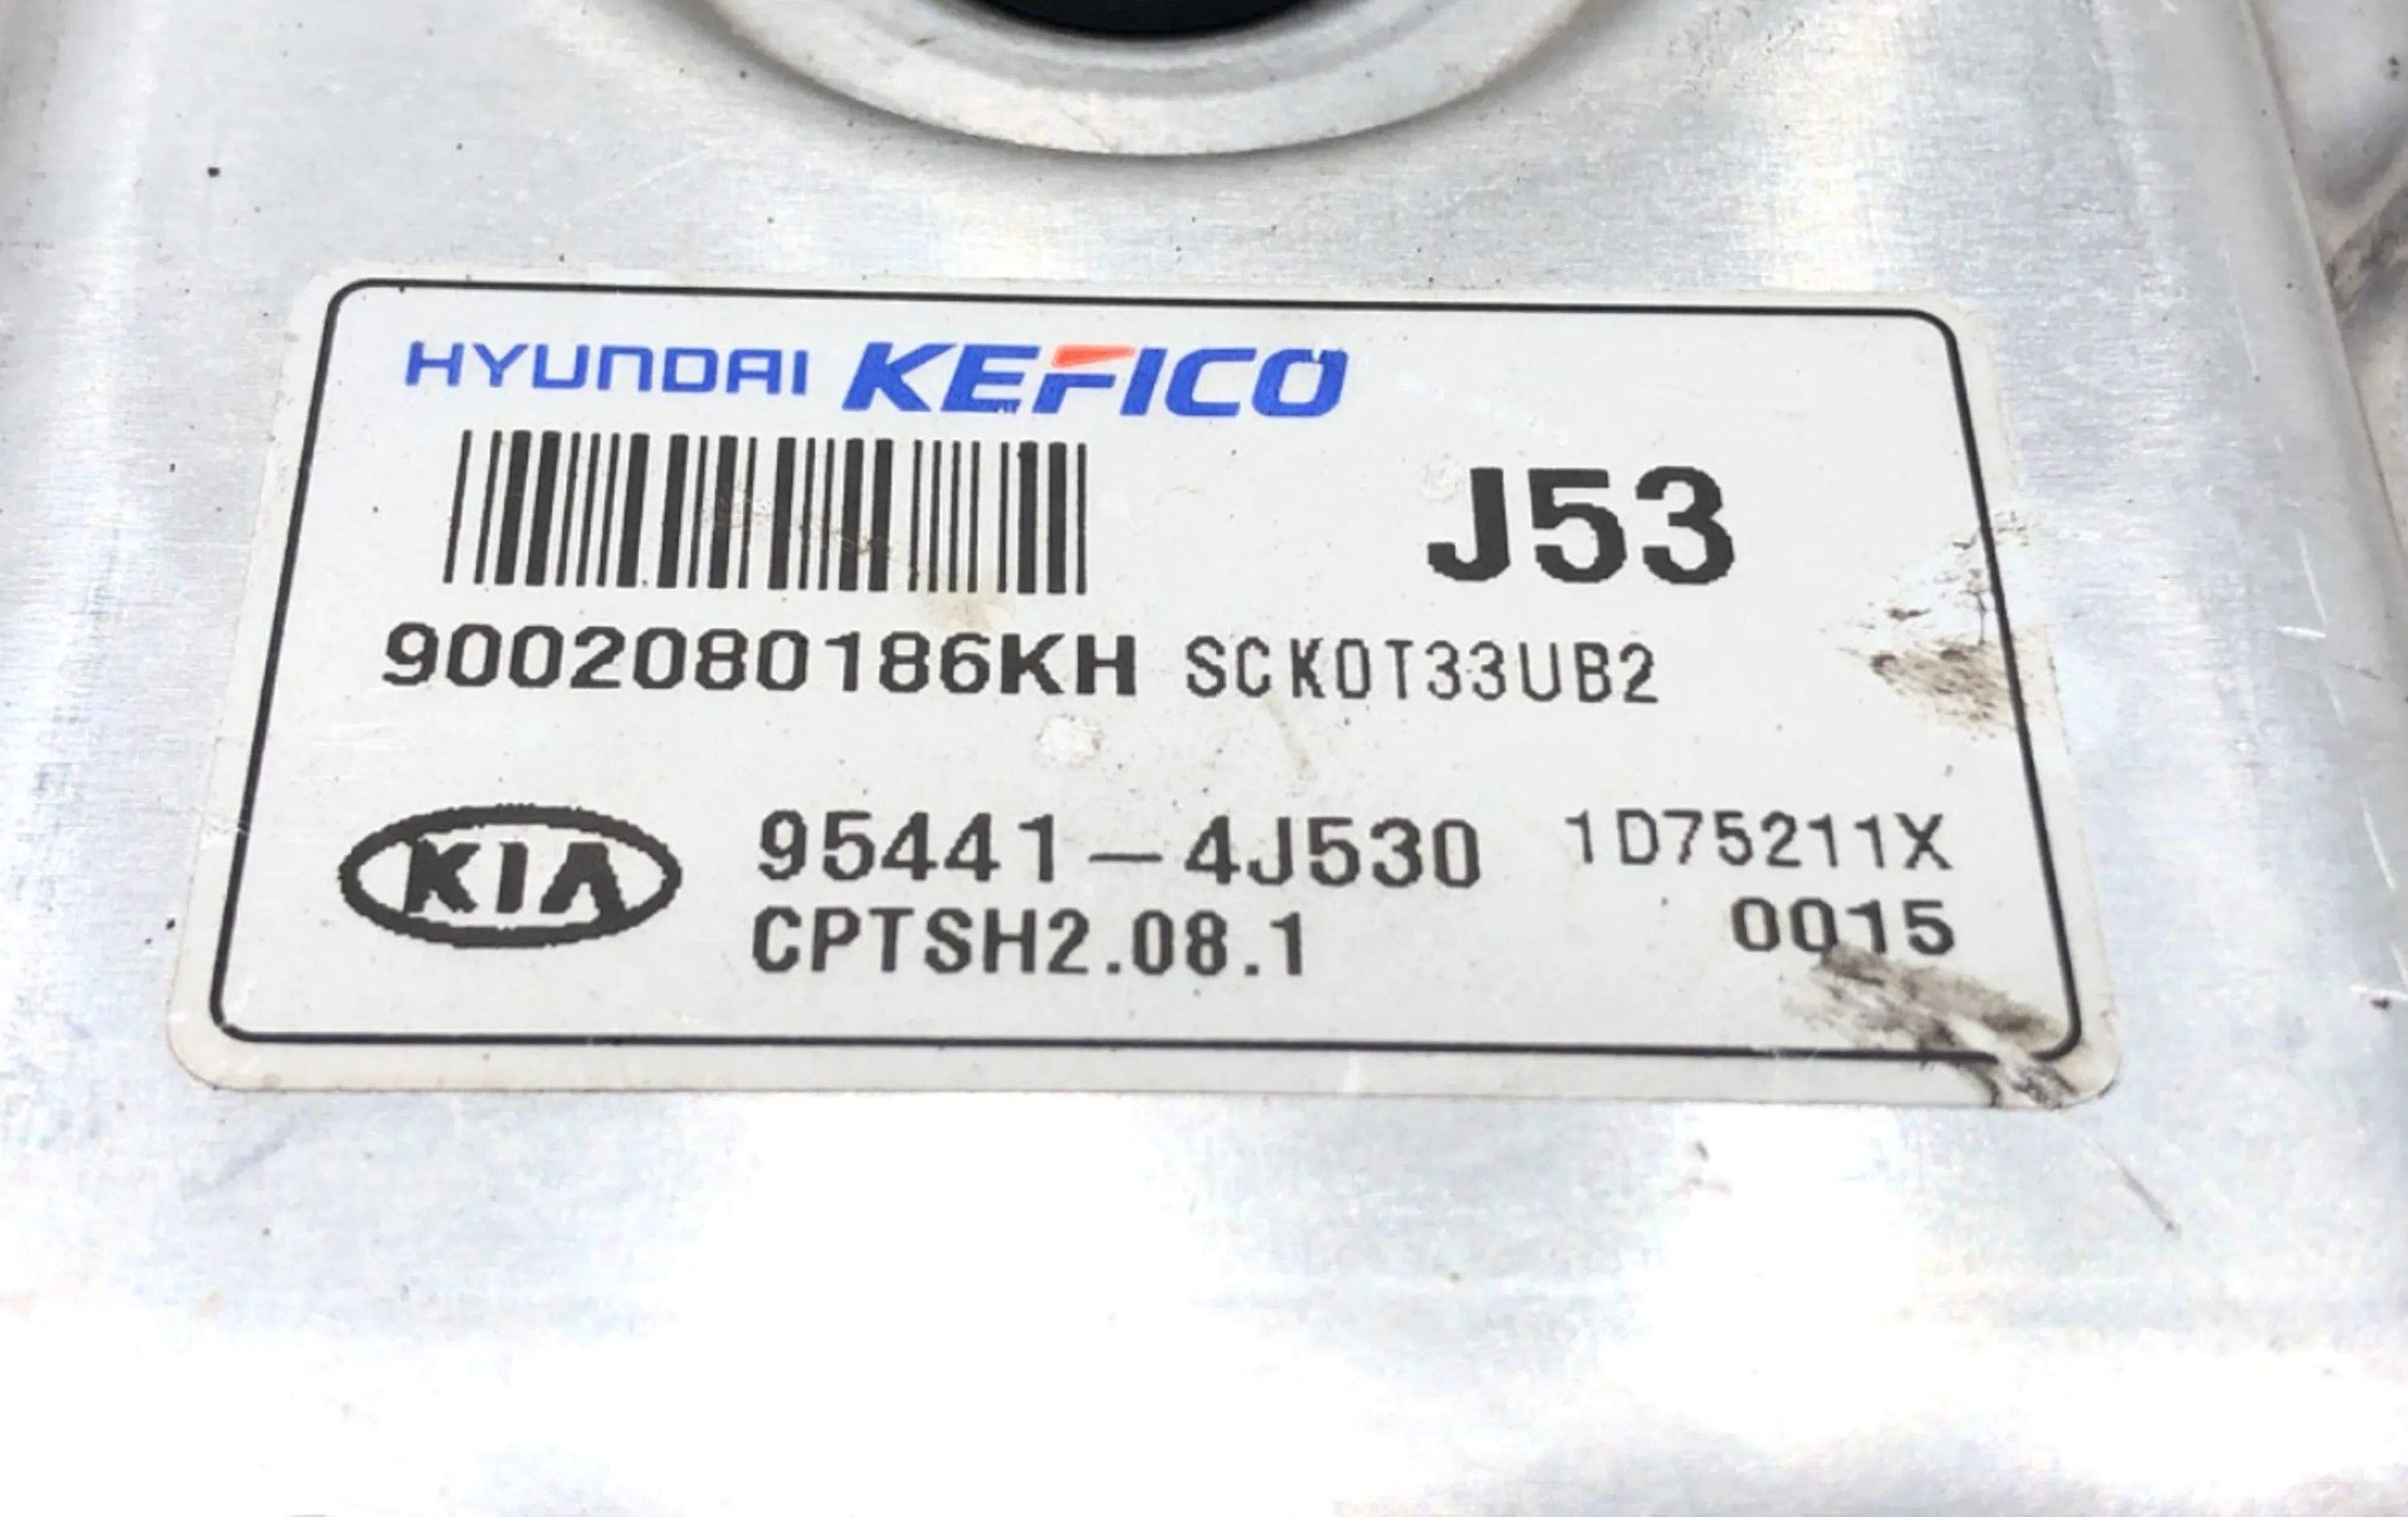 HYUNDAI KEFICO
J53
9002080186KH SCK0T33UB2
KIA 95441-4J530 1D75211X
CPTSH2.08.1 0015